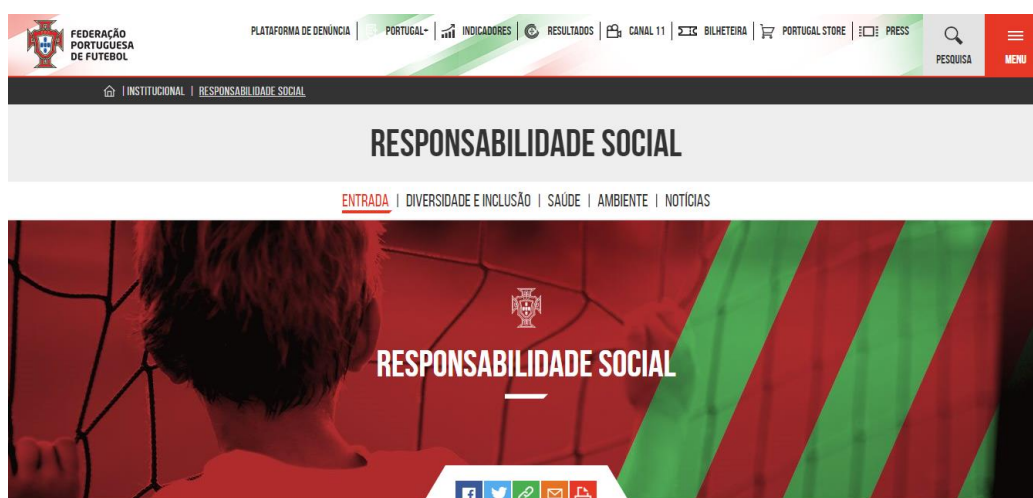 FEDERAÇÃO
PORTUGUESA
DE FUTEBOL
PLATAFORMA DE DENÚNCIA | PORTUGAL+ | INDICADORES | RESULTADOS | CANAL 11 | BILHETEIRA | PORTUGAL STORE | PRESS
PESQUISA
MENU
| INSTITUCIONAL | RESPONSABILIDADE SOCIAL
RESPONSABILIDADE SOCIAL
ENTRADA | DIVERSIDADE E INCLUSÃO | SAÚDE | AMBIENTE | NOTÍCIAS
RESPONSABILIDADE SOCIAL